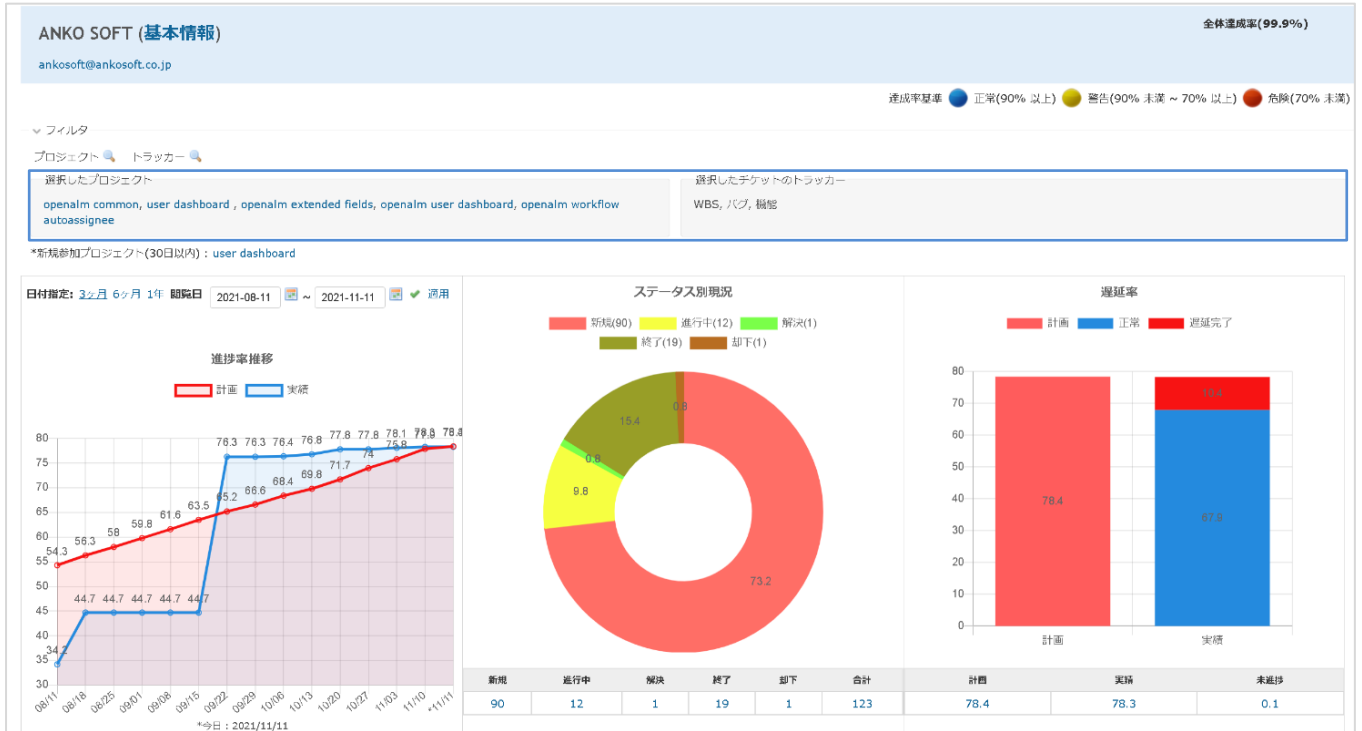 ANKO SOFT (基本情報)
全体達成率(99.9%)
ankosoft@ankosoft.co.jp
達成率基準 正常(90% 以上) 警告(90% 未満 ~ 70% 以上) 危険(70% 未満)
フィルタ
プロジェクト トラッカー
選択したプロジェクト
openalm common, user dashboard , openalm extended fields, openalm user dashboard, openalm workflow
autoassignee
選択したチケットのトラッカー
WBS, バグ, 機能
*新規参加プロジェクト(30日以内) : user dashboard
日付指定: 3ヶ月 6ヶ月 1年 閲覧日 2021-08-11 ~ 2021-11-11 適用
進捗率推移
計画 実績
80
75
70
65
60
55
50
45
40
35
30
54.3 56.3 58 59.8 61.6 63.5 65.2 66.6 68.4 69.8 71.7 74 75.8
34.2 44.7 44.7 44.7 44.7 44.7 76.3 76.3 76.4 76.8 77.8 77.8 78.1
08/11 08/18 08/25 09/01 09/08 09/15 09/22 09/29 10/06 10/13 10/20 10/27 11/03 11/10 *11/11
*今日 : 2021/11/11
ステータス別現況
新規(90) 進行中(12) 解決(1)
終了(19) 却下(1)
0.8
15.4
0.8
9.8
73.2
新規 進行中 解決 終了 却下 合計
90 12 1 19 1 123
遅延率
計画 正常 遅延完了
80
70
60
50
40
30
20
10
0
10.4
78.4
67.9
計画 実績
計画 実績 未進捗
78.4 78.3 0.1